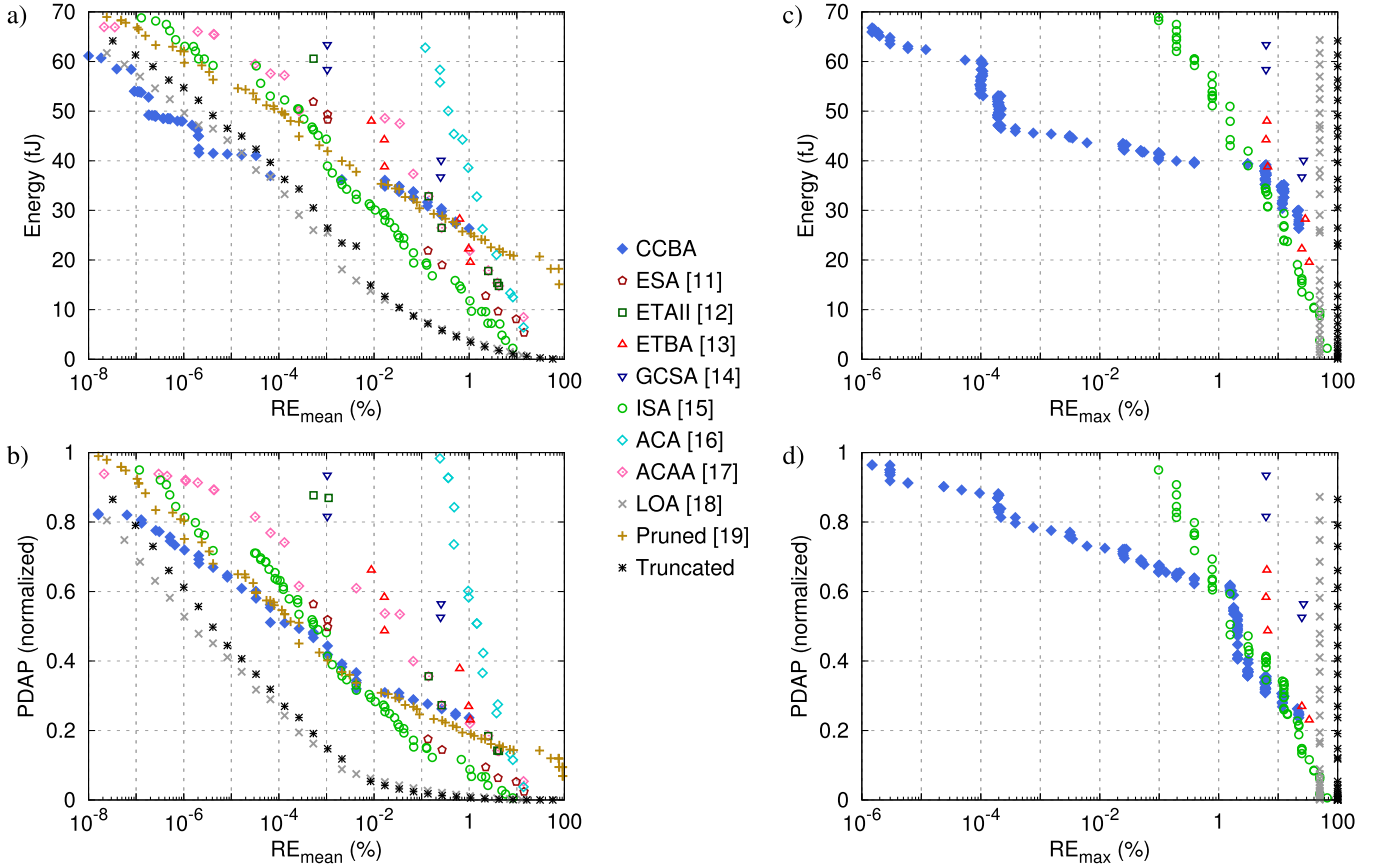 a)
70
60
50
40
30
20
10
0
Energy (fJ)
10-8
10-6
10-4
10-2
1
100
REmean (%)
CCBA
ESA [11]
ETAII [12]
ETBA [13]
GCSA [14]
ISA [15]
ACA [16]
ACAA [17]
LOA [18]
Pruned [19]
Truncated
c)
70
60
50
40
30
20
10
0
Energy (fJ)
10-6
10-4
10-2
1
100
REmax (%)
b)
1
0.8
0.6
0.4
0.2
0
PDAP (normalized)
10-8
10-6
10-4
10-2
1
100
REmean (%)
d)
1
0.8
0.6
0.4
0.2
0
PDAP (normalized)
10-6
10-4
10-2
1
100
REmax (%)